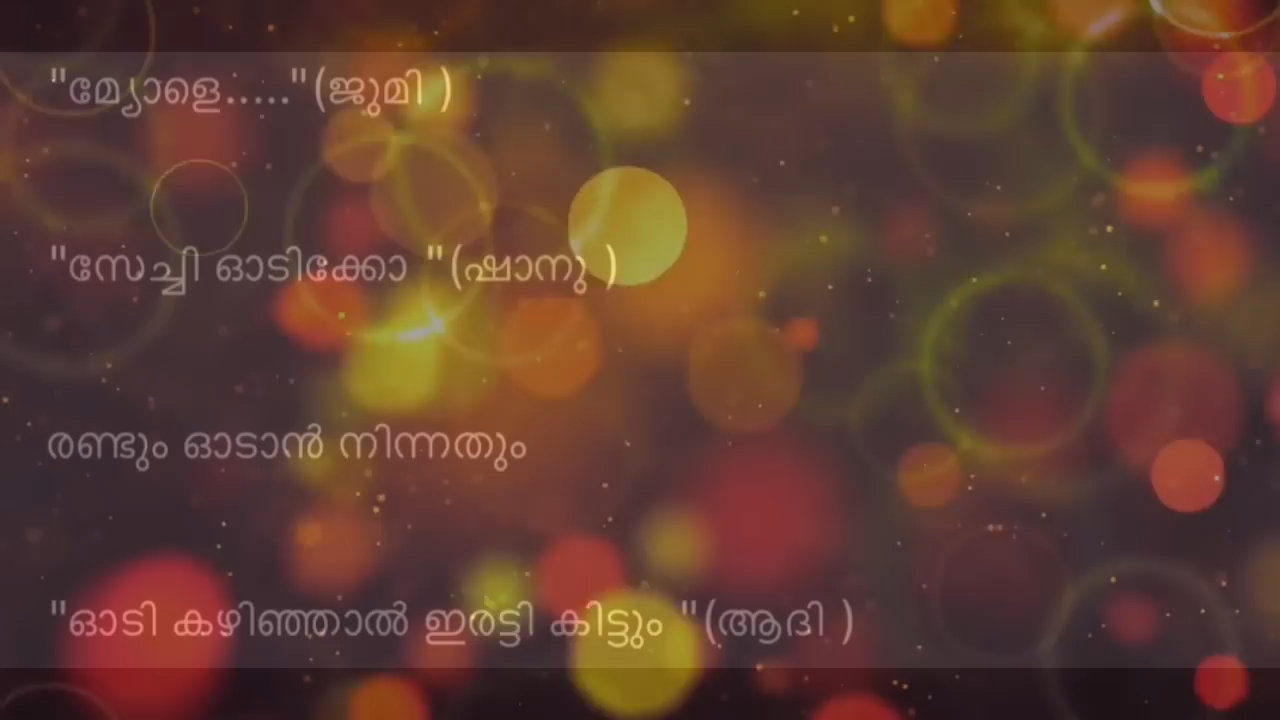 "മ്യോളെ....."(ജുമി )
"സേച്ചി ഓടിക്കോ "(ഷാനു )
രണ്ടും ഓടാൻ നിന്നതും
"ഓടി കഴിഞ്ഞാൽ ഇരട്ടി കിട്ടും "(ആദി )